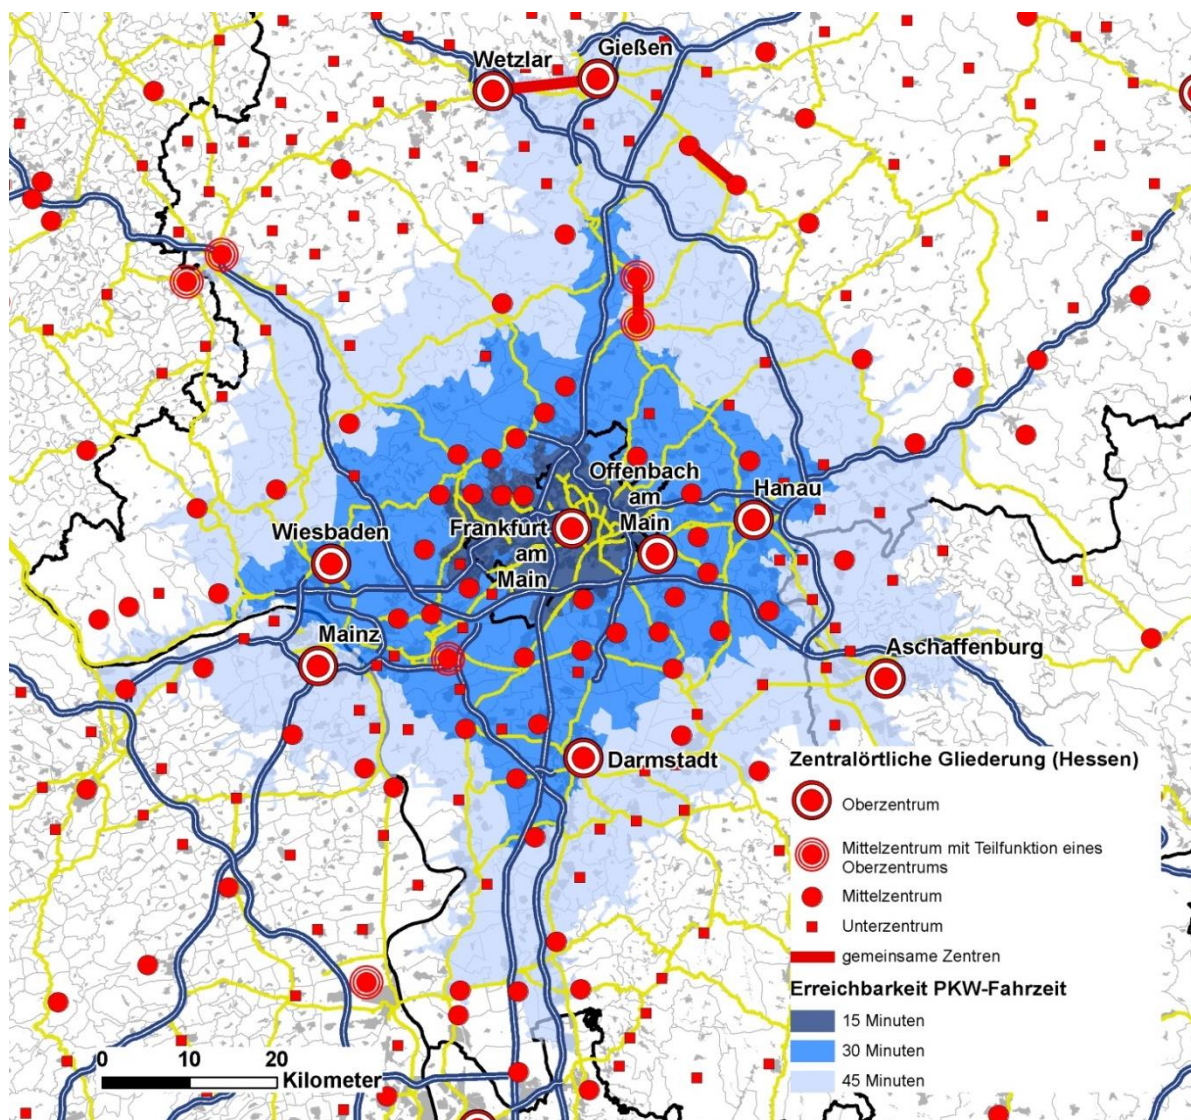 Gießen
Wetzlar
Offenbach
am
Main
Hanau
Frankfurt
am
Main
Wiesbaden
Mainz
Aschaffenburg
Darmstadt
Zentralörtliche Gliederung (Hessen)
Oberzentrum
Mittelzentrum mit Teilfunktion eines
Oberzentrums
Mittelzentrum
Unterzentrum
gemeinsame Zentren
Erreichbarkeit PKW-Fahrzeit
15 Minuten
30 Minuten
45 Minuten
0 10 20
Kilometer